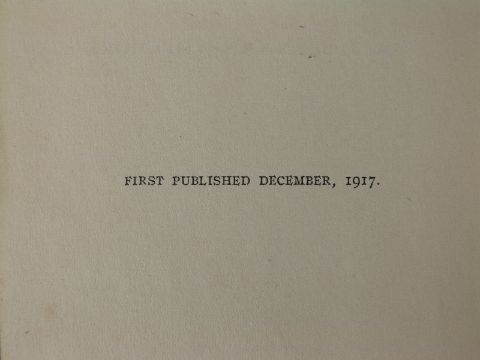 FIRST PUBLISHED DECEMBER, 1917.